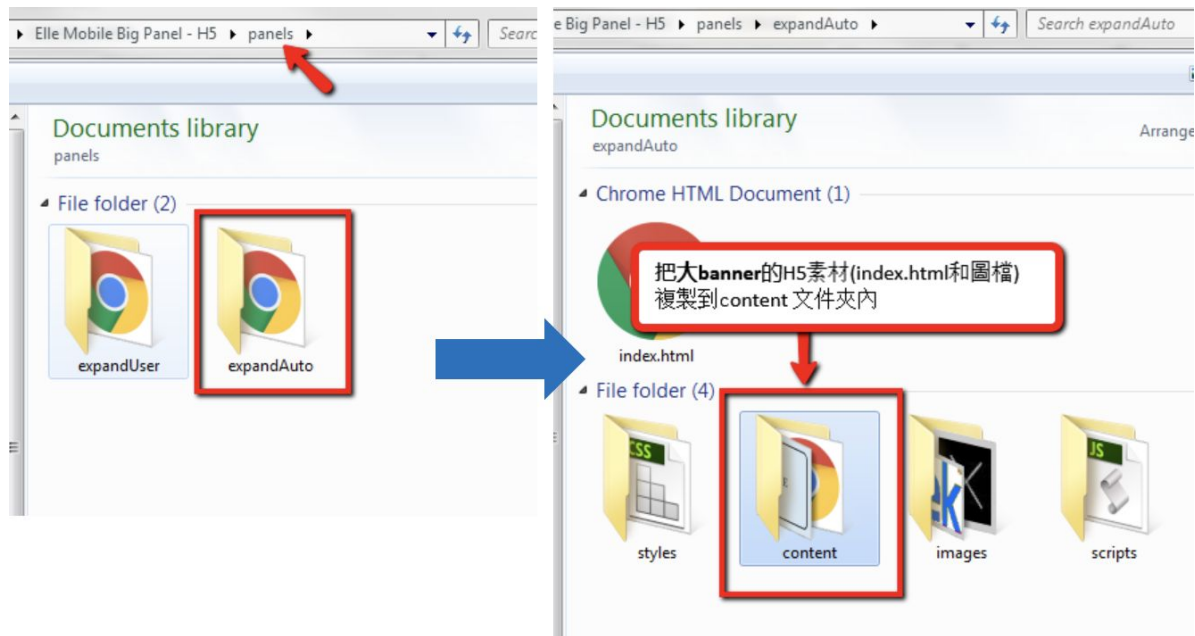 Elle Mobile Big Panel - H5 ▸ panels ▸
Documents library
panels
File folder (2)
expandUser
expandAuto
e Big Panel - H5 ▸ panels ▸ expandAuto ▸
Search expandAuto
Documents library
expandAuto
Arrange
Chrome HTML Document (1)
把大banner的H5素材(index.html和圖檔)
複製到content 文件夾內
index.html
File folder (4)
CSS
JS
styles
content
images
scripts